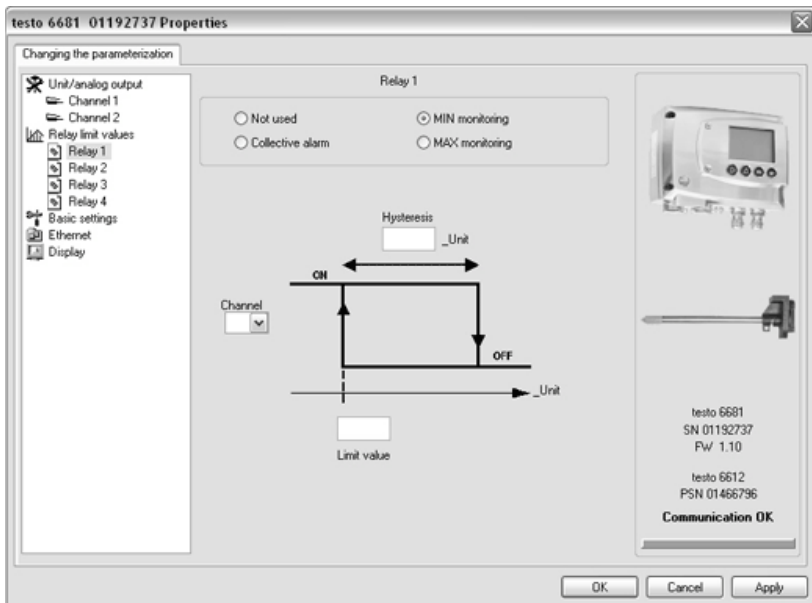 testo 6681 01192737 Properties
Changing the parameterization
Unit/analog output
Channel 1
Channel 2
Relay limit values
Relay 1
Relay 2
Relay 3
Relay 4
Basic settings
Ethernet
Display
Relay 1
Not used
MIN monitoring
Collective alarm
MAX monitoring
Hysteresis
_Unit
ON
Channel
OFF
_Unit
Limit value
testo 6681
SN 01192737
FW 1.10
testo 6612
PSN 01466796
Communication OK
OK
Cancel
Apply